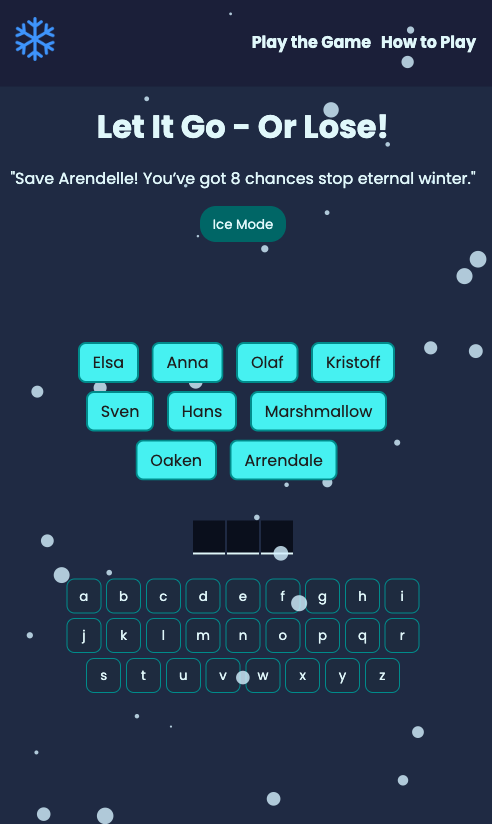 Play the Game How to Play
Let It Go - Or Lose!
"Save Arendelle! You’ve got 8 chances stop eternal winter."
Ice Mode
Elsa Anna Olaf Kristoff
Sven Hans Marshmallow
Oaken Arrendale
a b c d e f g h i
j k l m n o p q r
s t u v w x y z